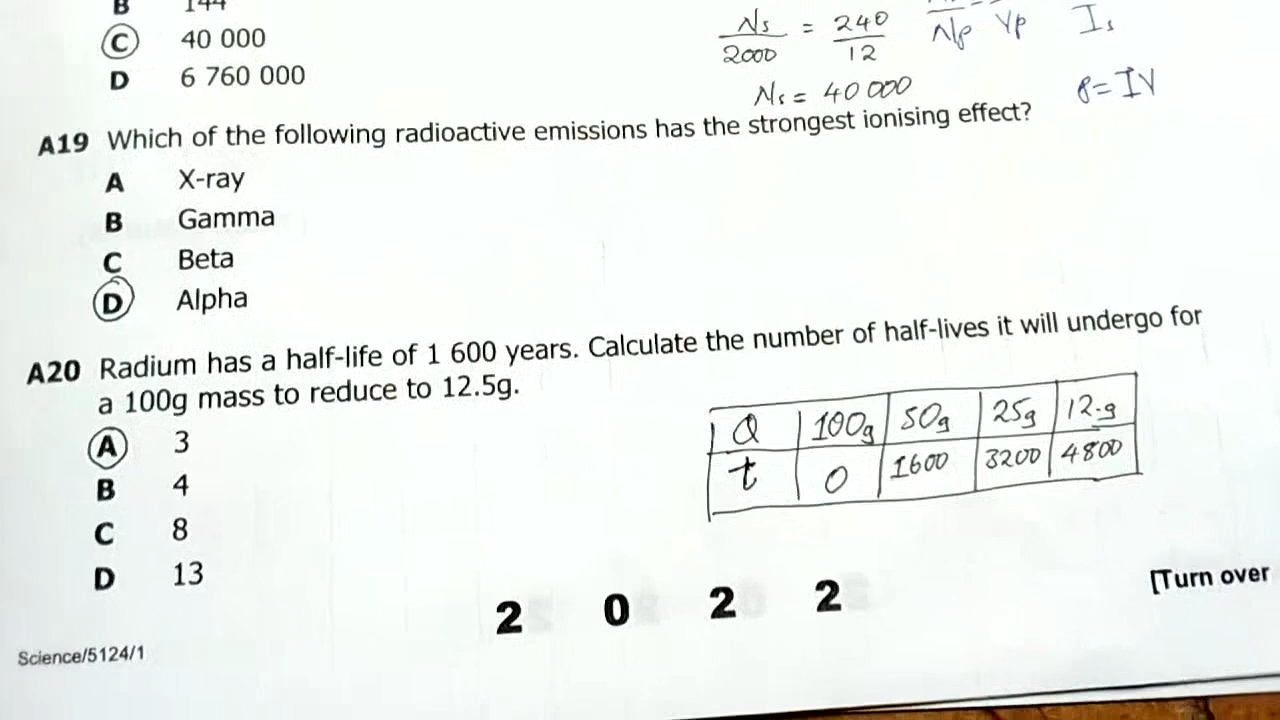 B 144
C 40 000
D 6 760 000
Ns/2000 = 240/12
Np Vp Is
Ns = 40 000
P=IV
A19 Which of the following radioactive emissions has the strongest ionising effect?
A X-ray
B Gamma
C Beta
D Alpha
A20 Radium has a half-life of 1 600 years. Calculate the number of half-lives it will undergo for
a 100g mass to reduce to 12.5g.
A 3
B 4
C 8
D 13
Q 100g 50g 25g 12.g
t 0 1600 3200 4800
2 0 2 2
[Turn over
Science/5124/1